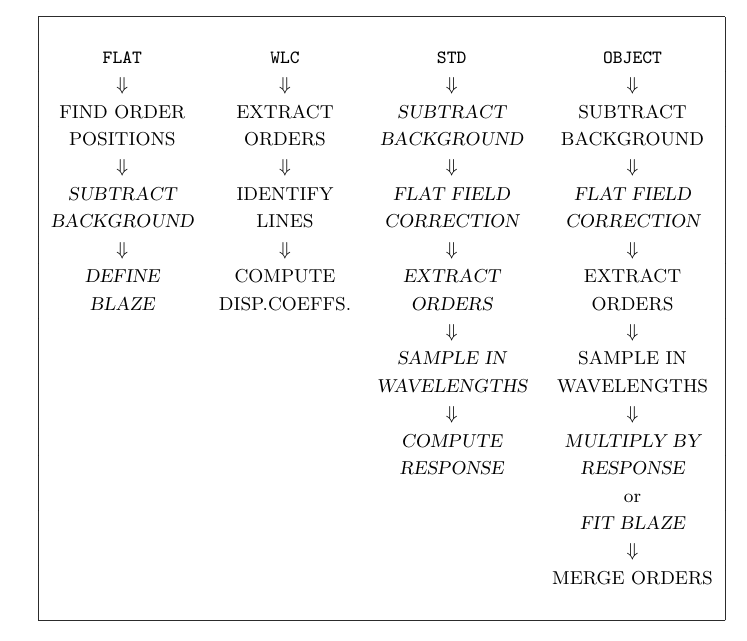 FLAT
⇓
FIND ORDER
POSITIONS
⇓
SUBTRACT
BACKGROUND
⇓
DEFINE
BLAZE
WLC
⇓
EXTRACT
ORDERS
⇓
IDENTIFY
LINES
⇓
COMPUTE
DISP.COEFFS.
STD
⇓
SUBTRACT
BACKGROUND
⇓
FLAT FIELD
CORRECTION
⇓
EXTRACT
ORDERS
⇓
SAMPLE IN
WAVELENGTHS
⇓
COMPUTE
RESPONSE
OBJECT
⇓
SUBTRACT
BACKGROUND
⇓
FLAT FIELD
CORRECTION
⇓
EXTRACT
ORDERS
⇓
SAMPLE IN
WAVELENGTHS
⇓
MULTIPLY BY
RESPONSE
or
FIT BLAZE
⇓
MERGE ORDERS